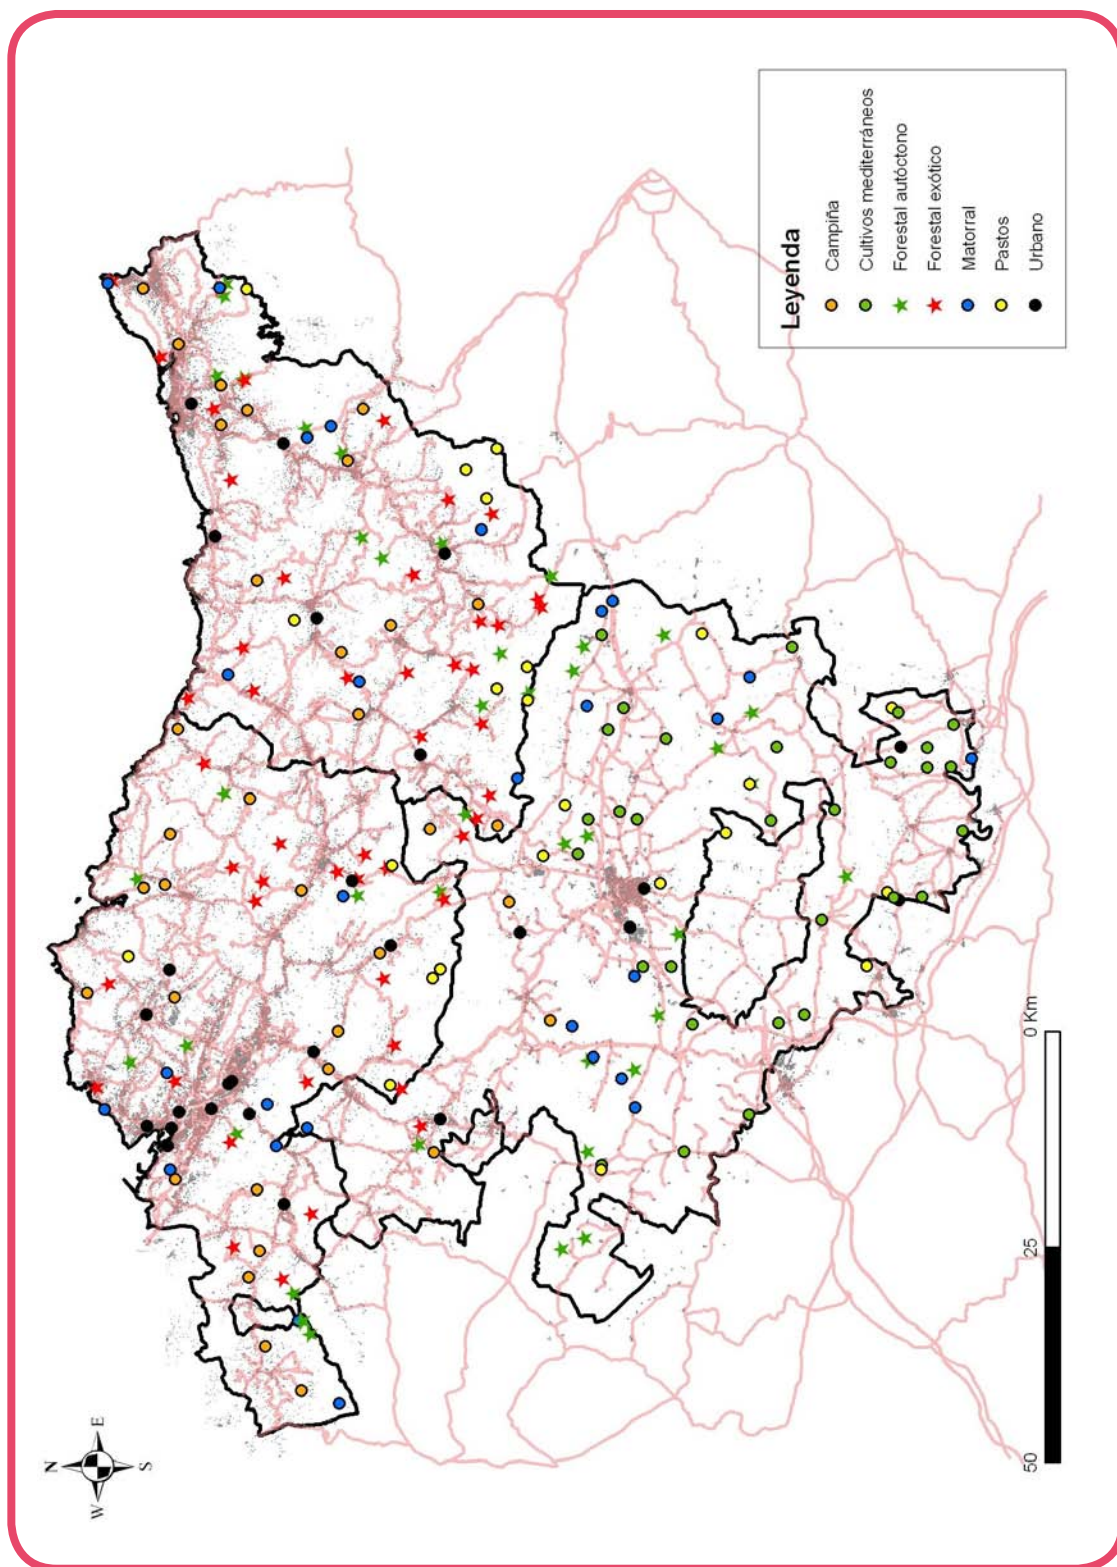 N
W
E
S
Leyenda
Campiña
Cultivos mediterráneos
Forestal autóctono
Forestal exótico
Matorral
Pastos
Urbano
50
25
0 Km